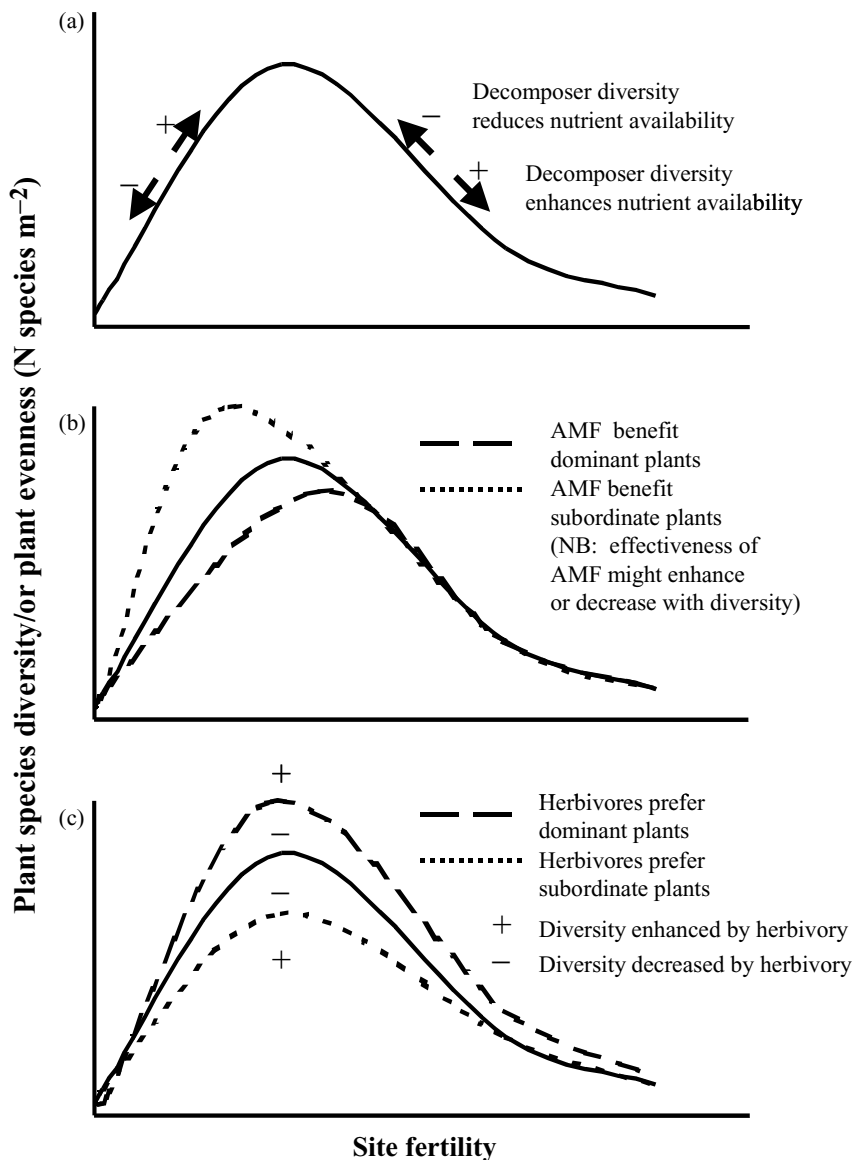 (a)
+
−
−
+
Decomposer diversity
reduces nutrient availability
Decomposer diversity
enhances nutrient availability
Plant species diversity/or plant evenness (N species m⁻²)
(b)
AMF benefit
dominant plants
AMF benefit
subordinate plants
(NB: effectiveness of
AMF might enhance
or decrease with diversity)
(c)
+
−
−
+
Herbivores prefer
dominant plants
Herbivores prefer
subordinate plants
+ Diversity enhanced by herbivory
− Diversity decreased by herbivory
Site fertility